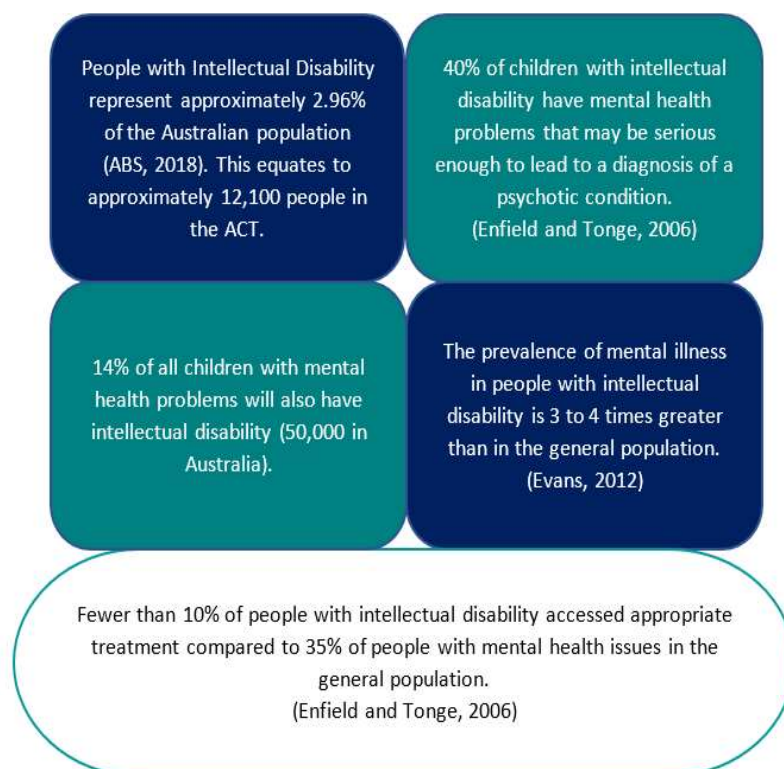 People with Intellectual Disability
represent approximately 2.96%
of the Australian population
(ABS, 2018). This equates to
approximately 12,100 people in
the ACT.
40% of children with intellectual
disability have mental health
problems that may be serious
enough to lead to a diagnosis of a
psychotic condition.
(Enfield and Tonge, 2006)
14% of all children with mental
health problems will also have
intellectual disability (50,000 in
Australia).
The prevalence of mental illness
in people with intellectual
disability is 3 to 4 times greater
than in the general population.
(Evans, 2012)
Fewer than 10% of people with intellectual disability accessed appropriate
treatment compared to 35% of people with mental health issues in the
general population.
(Enfield and Tonge, 2006)